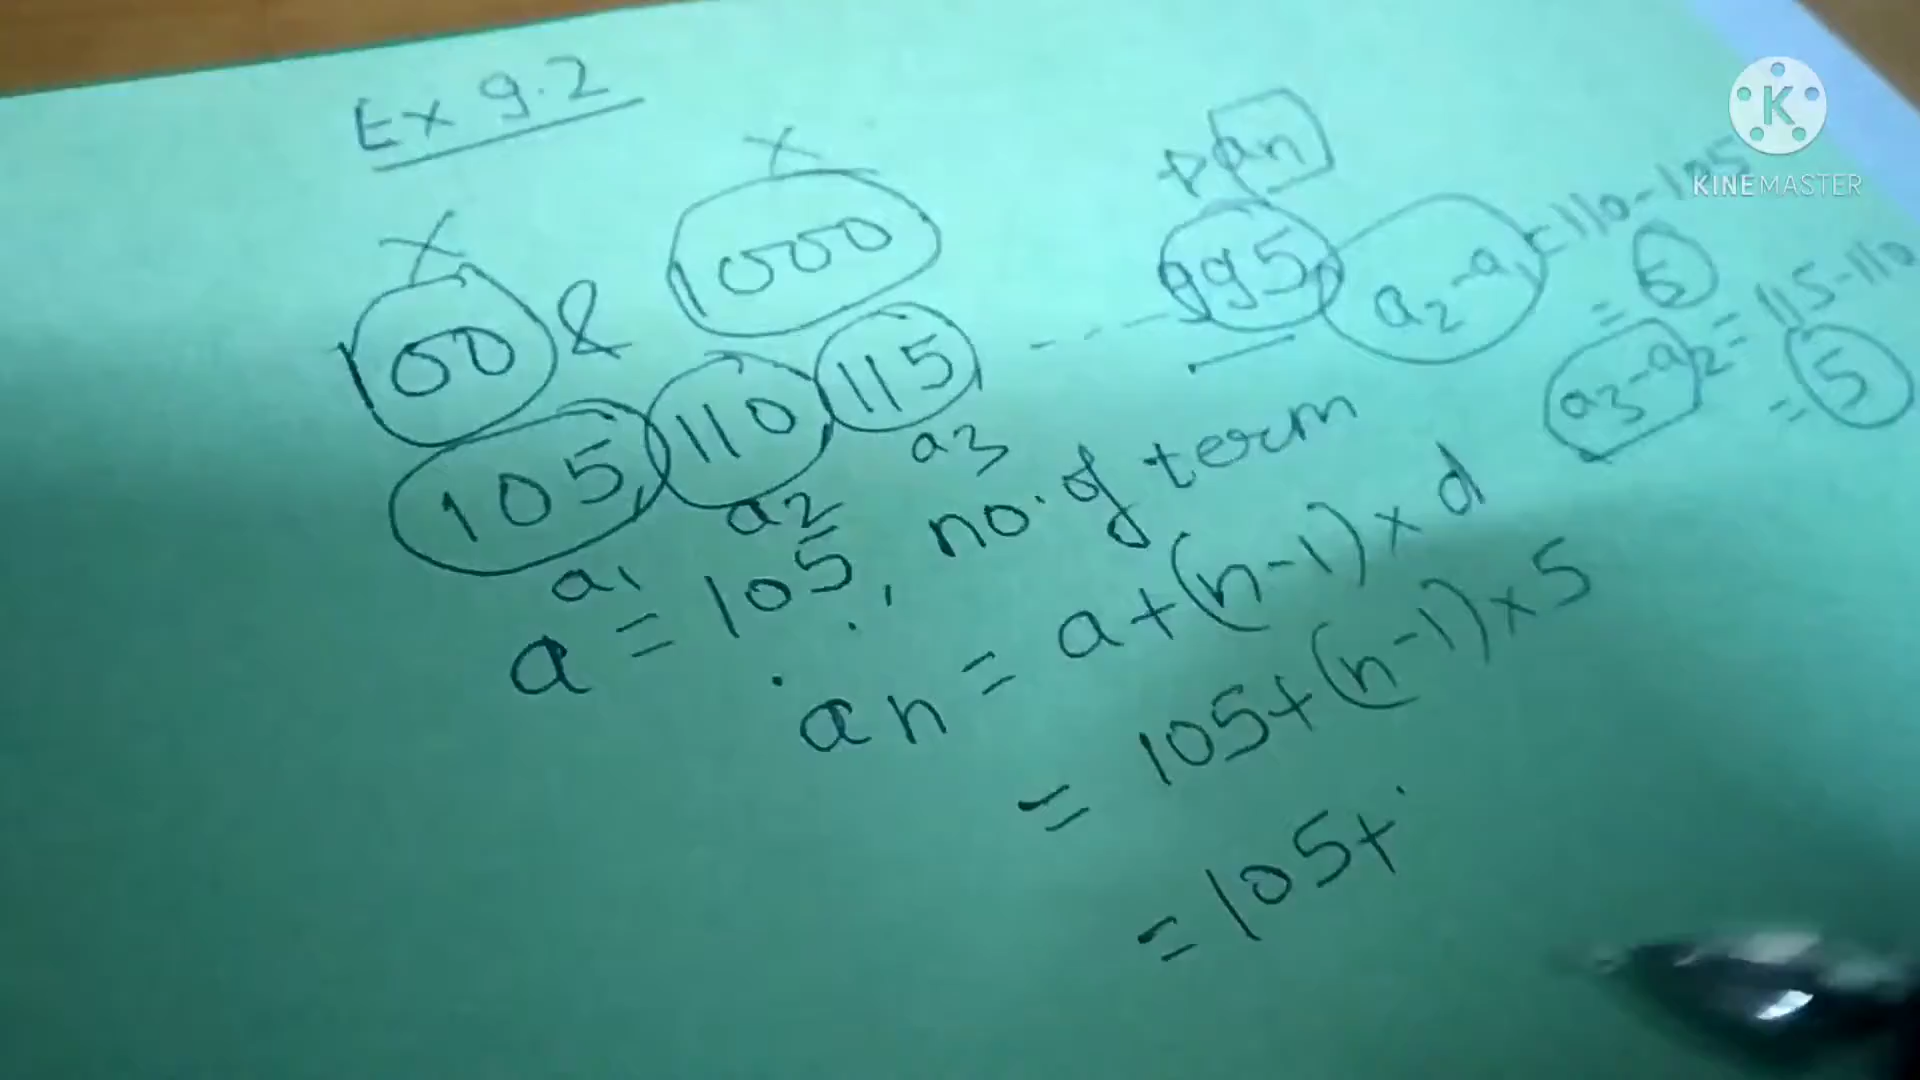 Ex 9.2
x x
100 & 1000
an
105, 110, 115 - - - - 995,
a1 a2 a3
a2-a1 = 110-105
= 5
a3-a2 = 115-110
= 5
a = 105, no. of term
an = a+(n-1)×d
= 105+(n-1)×5
= 105+
K
KINEMASTER